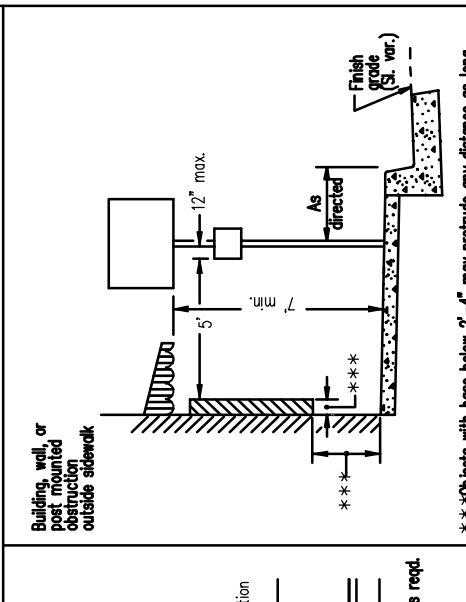 Building, wall, or
post mounted
obstruction
outside sidewalk
12" max.
5'
7' min.
As
directed
Finish
grade
(Sl. var.)
***
***
***Objects with base below 2'-4" may protrude any distance as long
tion
s reqd.